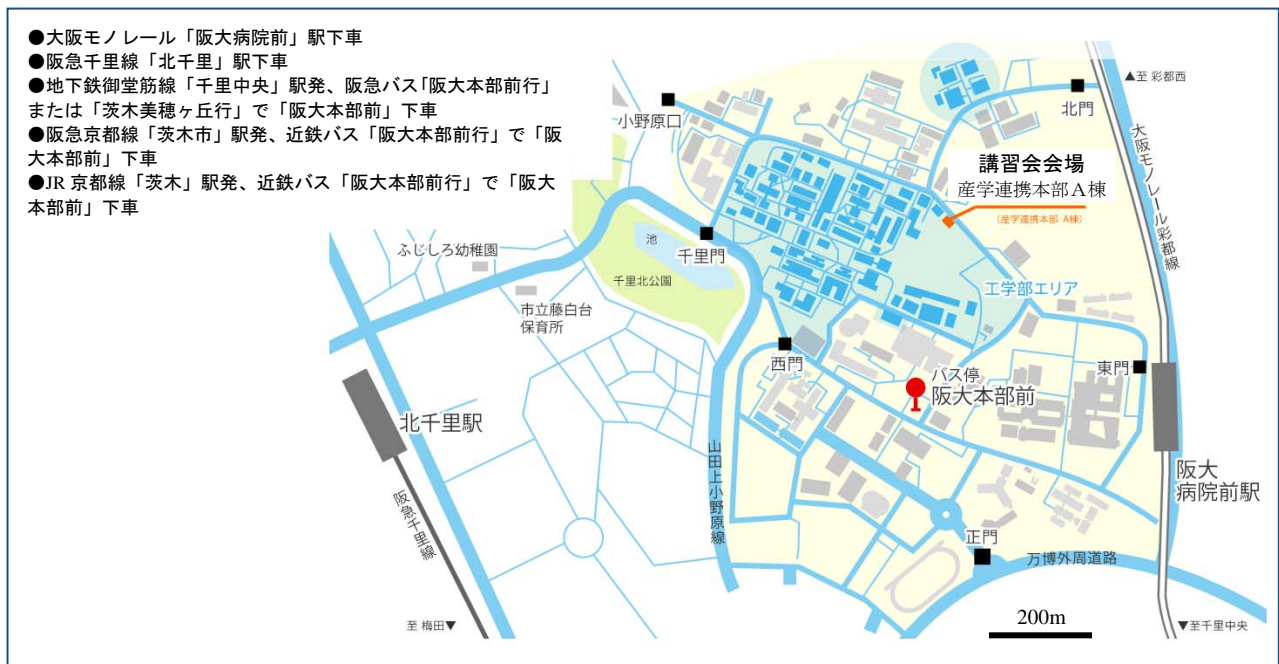 ●大阪モノレール「阪大病院前」駅下車
●阪急千里線「北千里」駅下車
●地下鉄御堂筋線「千里中央」駅発、阪急バス「阪大本部前行」
または「茨木美穂ヶ丘行」で「阪大本部前」下車
●阪急京都線「茨木市」駅発、近鉄バス「阪大本部前行」で「阪
大本部前」下車
●JR 京都線「茨木」駅発、近鉄バス「阪大本部前行」で「阪大
本部前」下車
▲至 彩都西
小野原口
北門
大阪モノレール彩都線
講習会会場
産学連携本部A棟
(産学連携本部 A棟)
ふじしろ幼稚園
池
千里門
千里北公園
工学部エリア
市立藤白台
保育所
西門
バス停
阪大本部前
東門
北千里駅
山田上小野原線
阪大
病院前駅
阪急千里線
正門
万博外周道路
200m
至 梅田▼
▼至千里中央